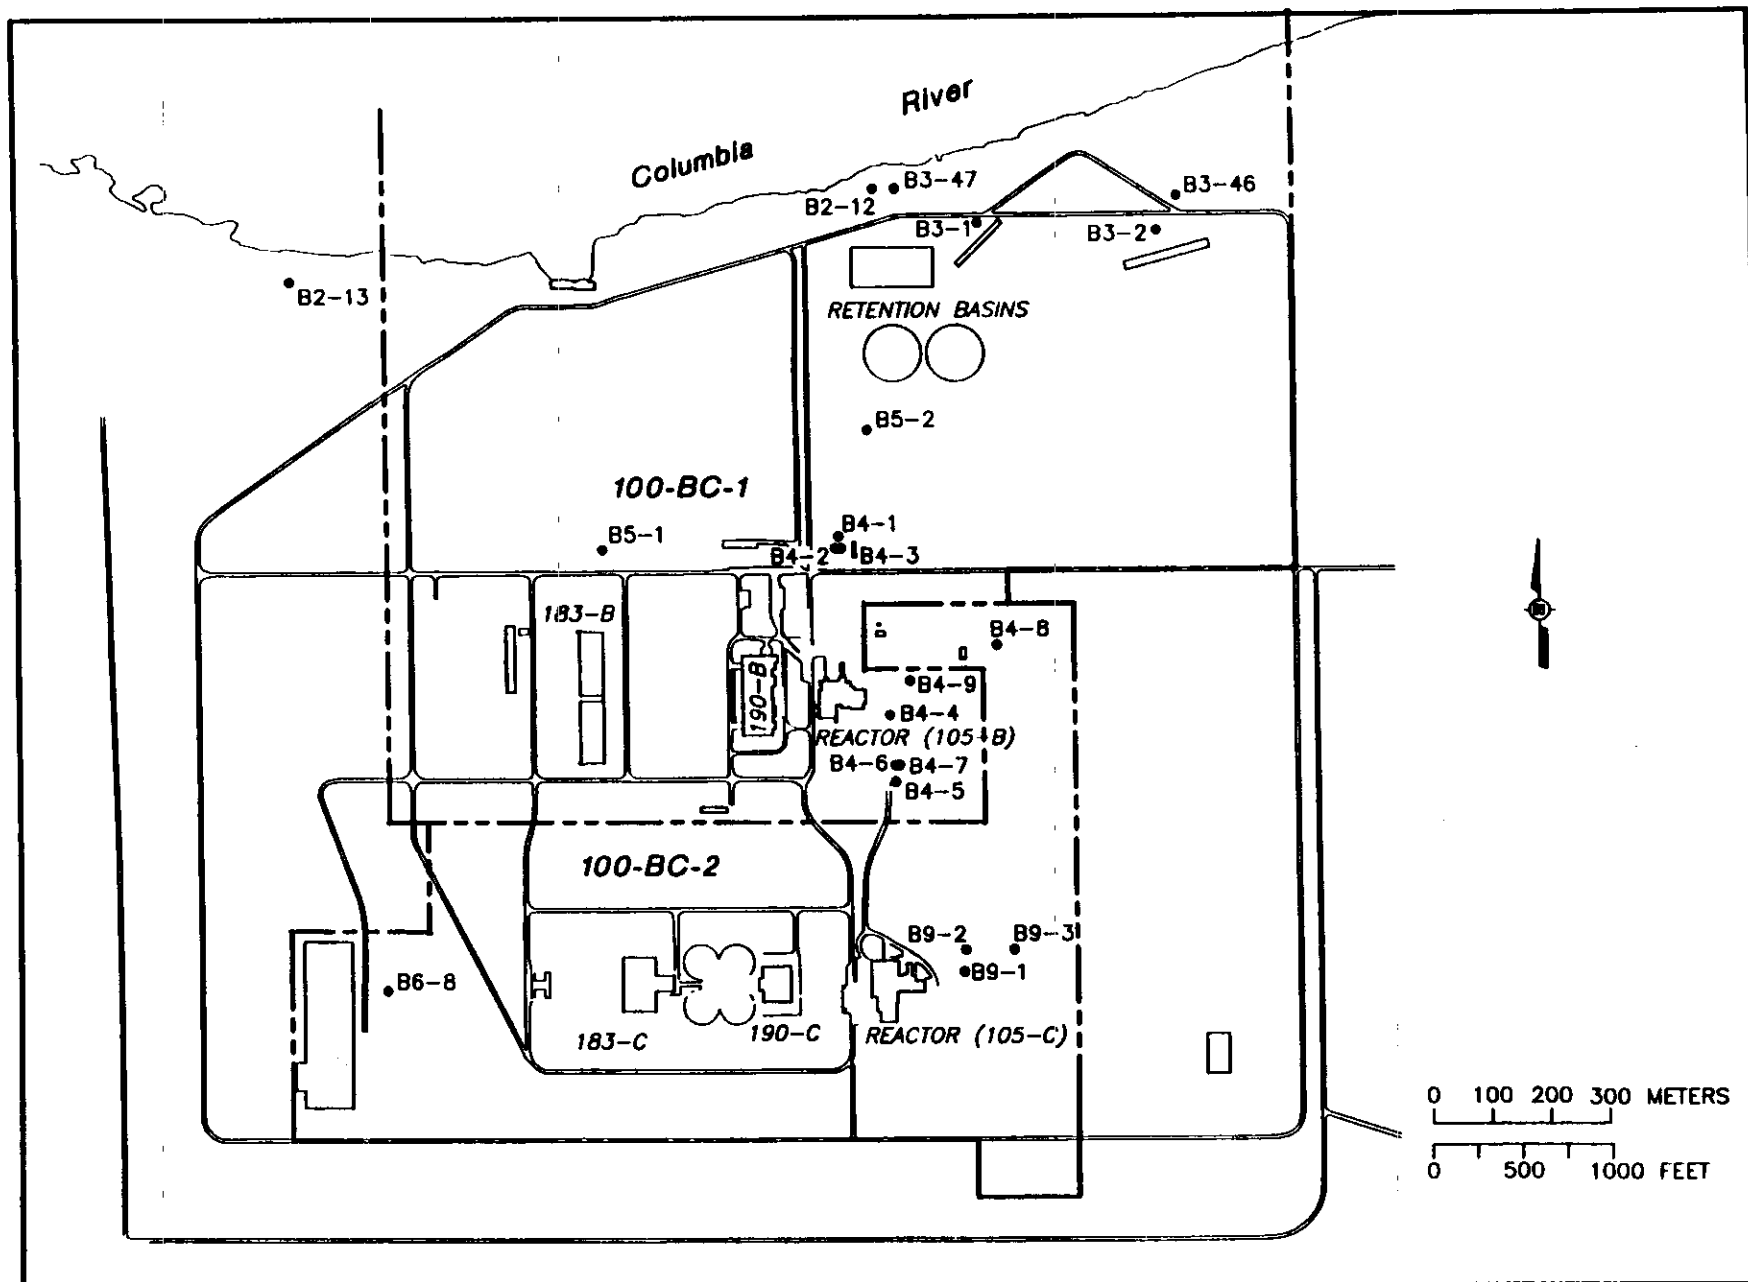 River
Columbia
B3-47
B3-46
B2-12
B3-1
B3-2
B2-13
RETENTION BASINS
B5-2
100-BC-1
B4-1
B5-1
B4-2
B4-3
183-B
B4-8
190-B
B4-9
B4-4
REACTOR (105-B)
B4-6
B4-7
B4-5
100-BC-2
B9-2
B9-3
B9-1
B6-8
183-C
190-C
REACTOR (105-C)
0 100 200 300 METERS
0 500 1000 FEET